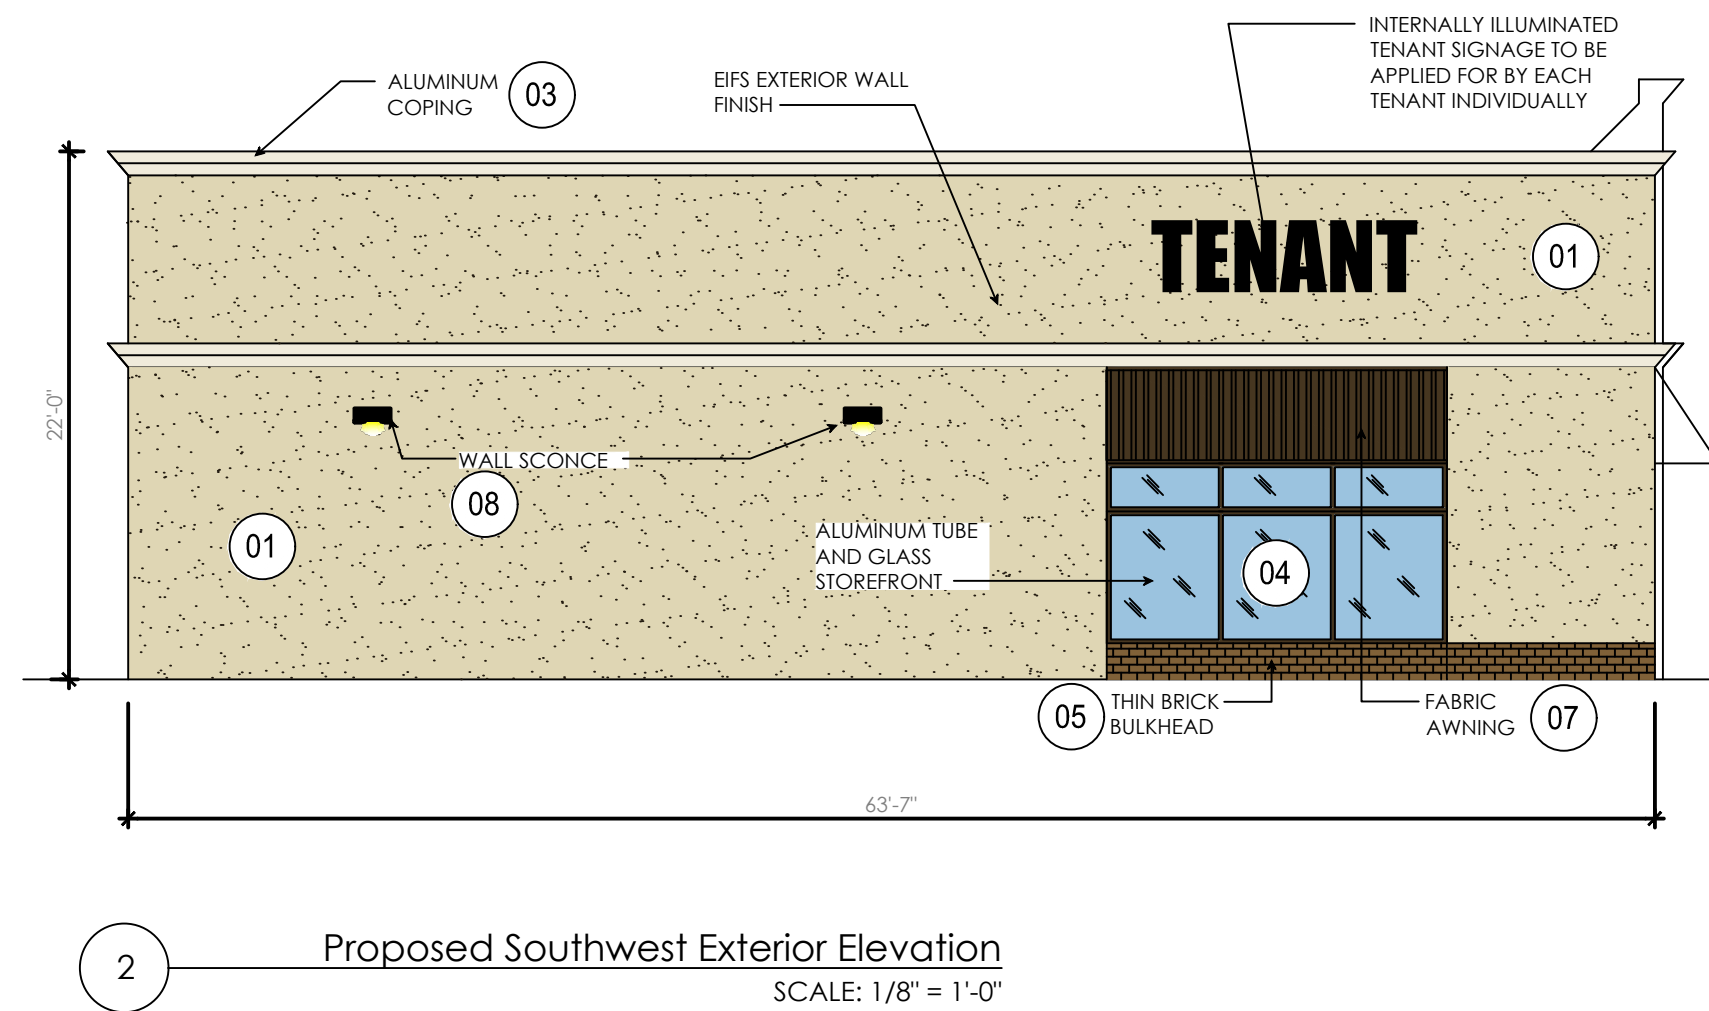 INTERNALLY ILLUMINATED
TENANT SIGNAGE TO BE
APPLIED FOR BY EACH
TENANT INDIVIDUALLY
ALUMINUM
COPING
03
EIFS EXTERIOR WALL
FINISH
TENANT
01
22'-0"
WALL SCONCE
08
01
ALUMINUM TUBE
AND GLASS
STOREFRONT
04
05
THIN BRICK
BULKHEAD
FABRIC
AWNING
07
63'-7"
2
Proposed Southwest Exterior Elevation
SCALE: 1/8" = 1'-0"